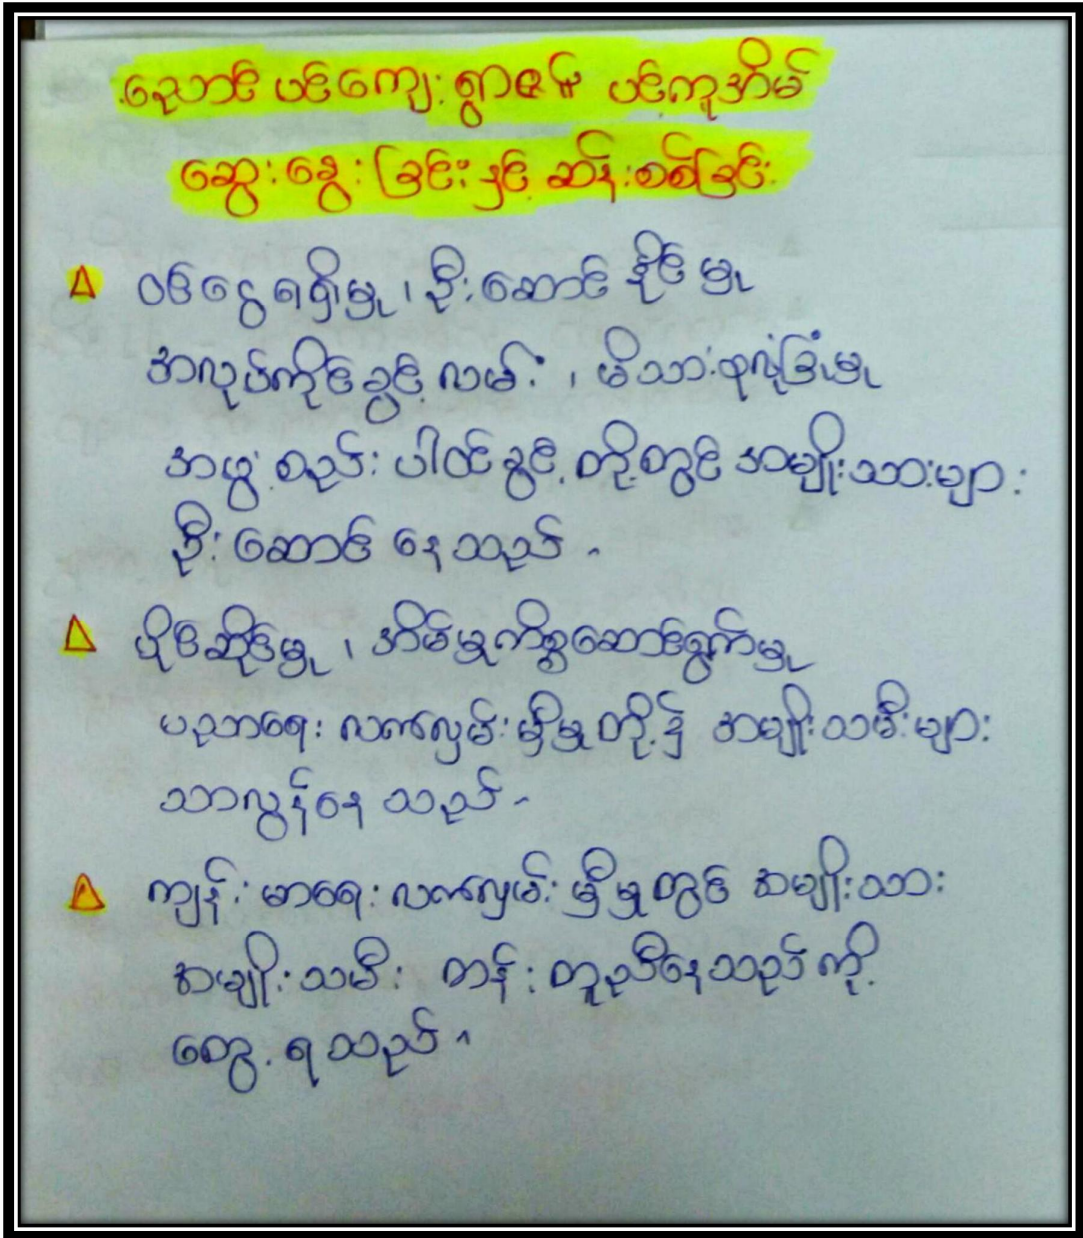 ညောင်ပင်ကျေးရွာဇုန် ပင့်ကူအိမ်
ဆွေးနွေးခြင်းနှင့် ဆန်းစစ်ခြင်း
ဝင်ငွေရရှိမှု၊ ဦးဆောင်နိုင်မှု
အလုပ်ကိုင်ခွင့်လမ်း၊ မိသားစုလုံခြုံမှု
အဖွဲ့စည်းပါဝင်ခွင့်တို့တွင် အမျိုးသားများ
ဦးဆောင်နေသည်။
ပိုင်ဆိုင်မှု၊ အိမ်မှုကိစ္စဆောင်ရွက်မှု
ပညာရေး လက်လှမ်းမှီမှုတို့၌ အမျိုးသမီးများ
သာလွန်နေသည်။
ကျန်းမာရေးလက်လှမ်းမှီမှုတွင် အမျိုးသား
အမျိုးသမီး တန်းတူညီနေသည်ကို
တွေ့ရသည်။